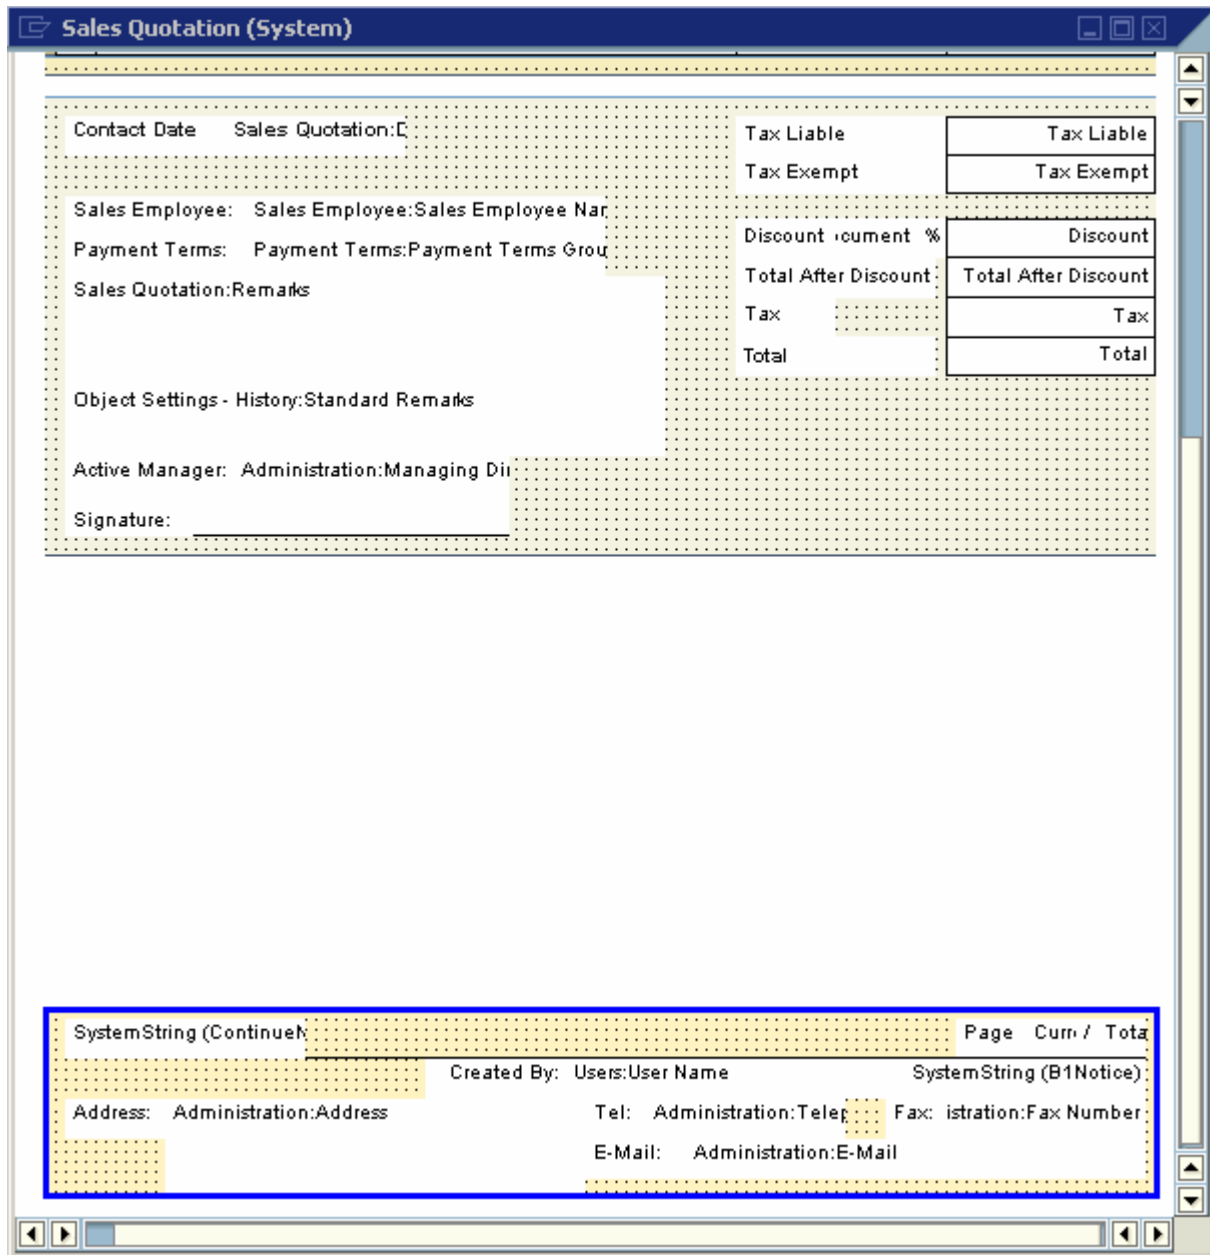 Sales Quotation (System)
Contact Date Sales Quotation:D
Tax Liable Tax Liable
Tax Exempt Tax Exempt
Sales Employee: Sales Employee:Sales Employee Nar
Discount cument % Discount
Payment Terms: Payment Terms:Payment Terms Grou
Total After Discount Total After Discount
Sales Quotation:Remarks
Tax Tax
Total Total
Object Settings - History:Standard Remarks
Active Manager: Administration:Managing Dir
Signature:
SystemString (ContinueN Page Curr / Tota
Created By: Users:User Name SystemString (B1Notice)
Address: Administration:Address Tel: Administration:Telep Fax: istration:Fax Number
E-Mail: Administration:E-Mail